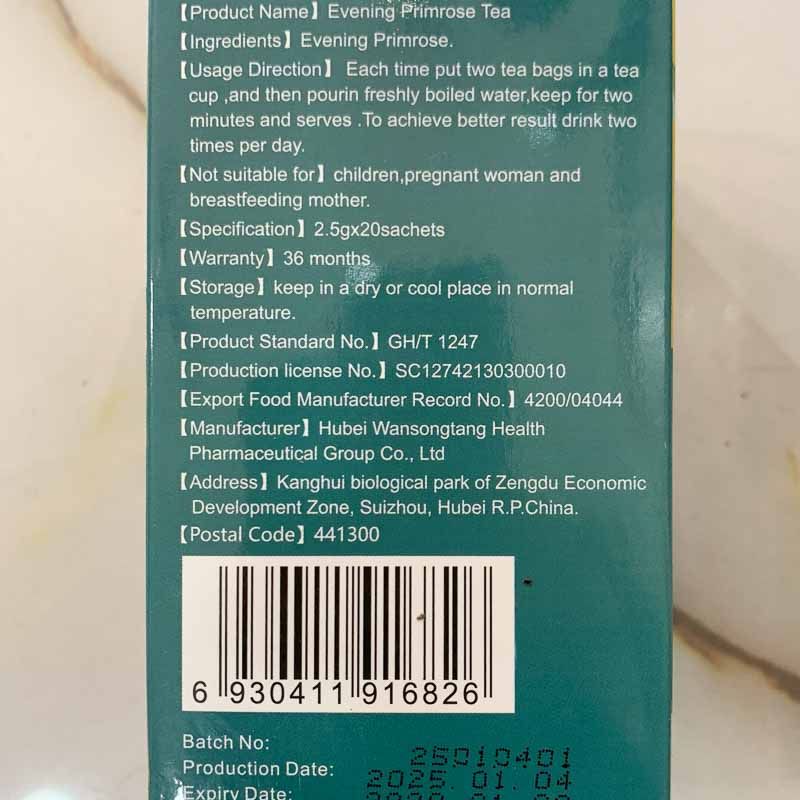 【Product Name】Evening Primrose Tea
【Ingredients】Evening Primrose.
【Usage Direction】 Each time put two tea bags in a tea
cup ,and then pourin freshly boiled water,keep for two
minutes and serves .To achieve better result drink two
times per day.
【Not suitable for】children,pregnant woman and
breastfeeding mother.
【Specification】2.5gx20sachets
【Warranty】36 months
【Storage】keep in a dry or cool place in normal
temperature.
【Product Standard No.】GH/T 1247
【Production license No.】SC12742130300010
【Export Food Manufacturer Record No.】4200/04044
【Manufacturer】Hubei Wansongtang Health
Pharmaceutical Group Co., Ltd
【Address】Kanghui biological park of Zengdu Economic
Development Zone, Suizhou, Hubei R.P.China.
【Postal Code】441300
6 930411 916826
Batch No: 25010401
Production Date: 2025. 01. 04
Expiry Date: